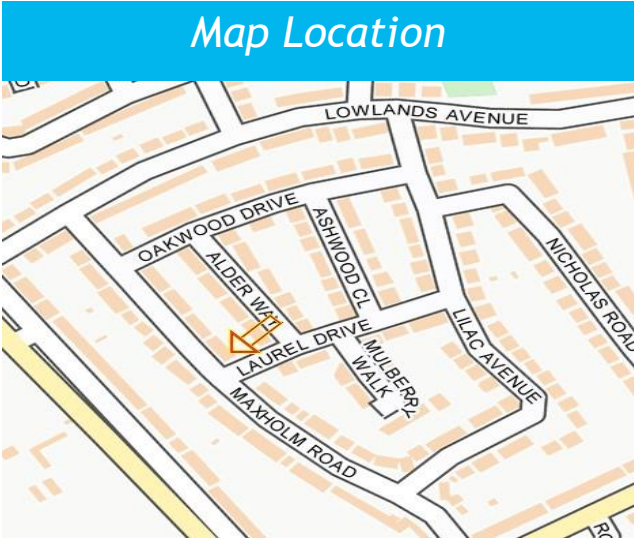 Map Location
LOWLANDS AVENUE
OAKWOOD DRIVE
ASHWOOD CL
ALDER WAY
NICHOLAS ROAD
LAUREL DRIVE
MULBERRY
WALK
LILAC AVENUE
MAXHOLM ROAD